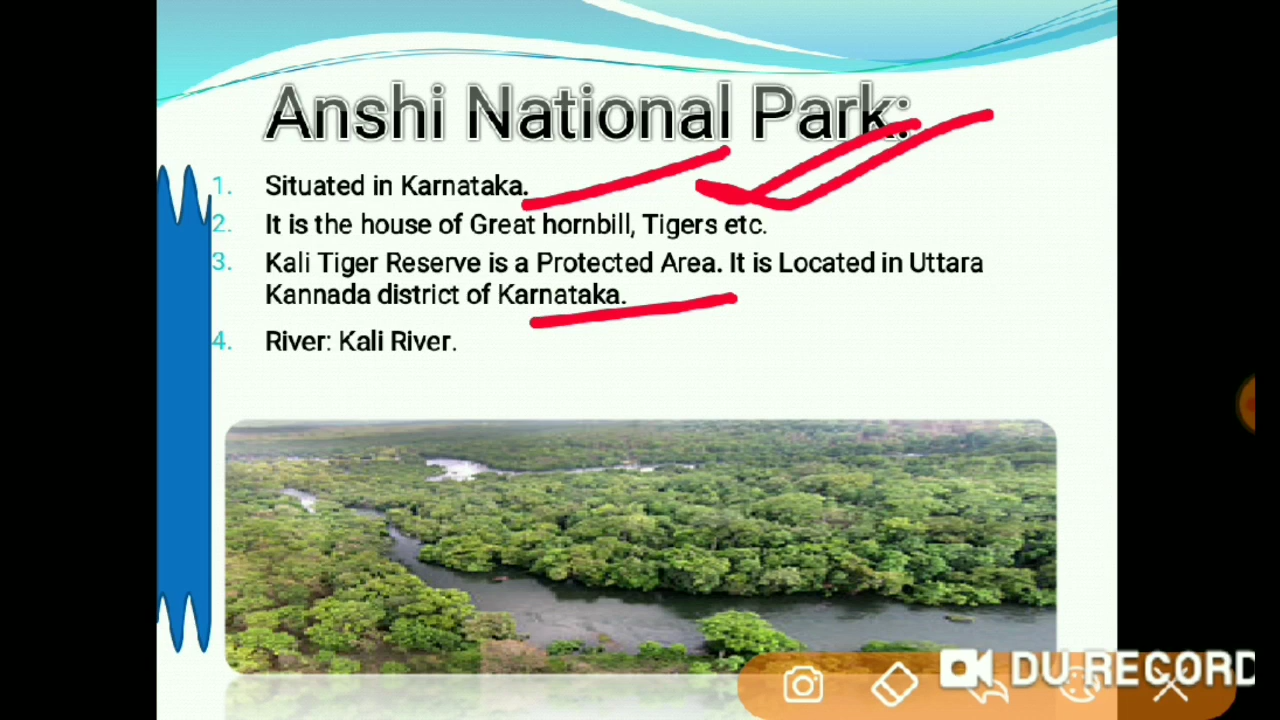 Anshi National Park:
1. Situated in Karnataka.
2. It is the house of Great hornbill, Tigers etc.
3. Kali Tiger Reserve is a Protected Area. It is Located in Uttara
Kannada district of Karnataka.
4. River: Kali River.
DU RECORD